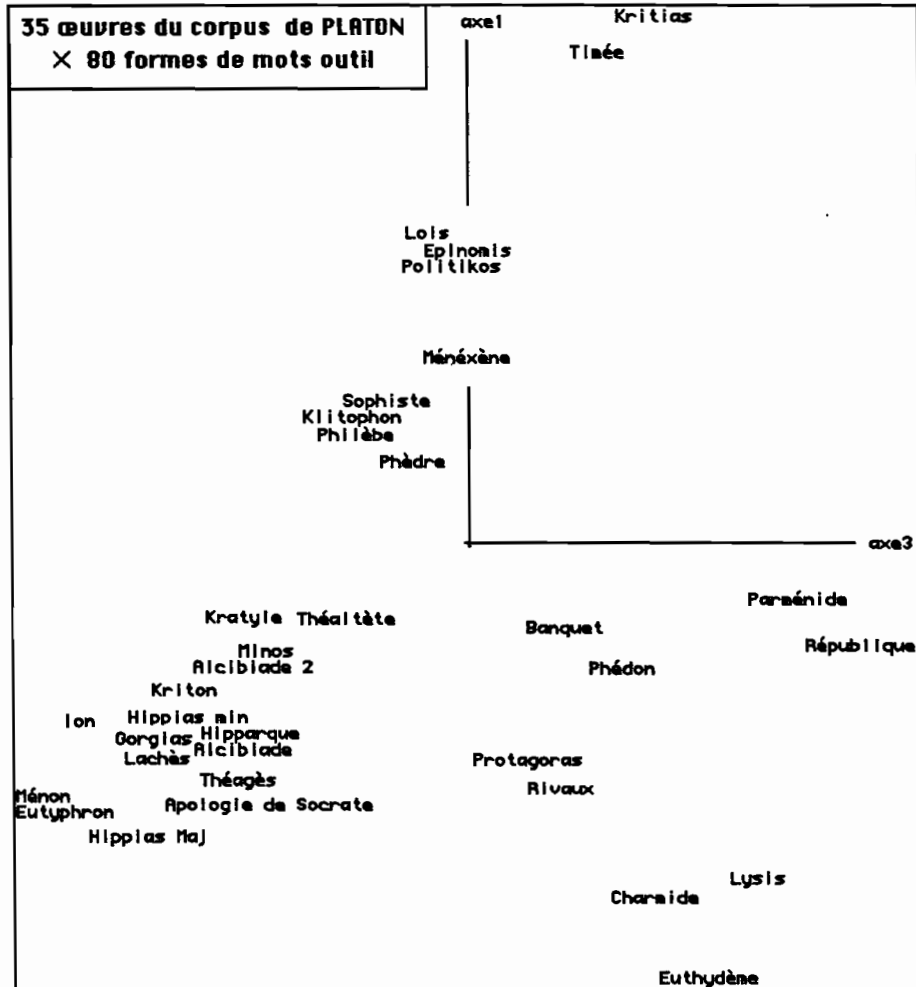 35 œuvres du corpus de PLATON
× 80 formes de mots outil
axe1
Kritias
Timée
Lois
Epinomis
Politikos
Ménéxène
Sophiste
Klitophon
Philèbe
Phèdre
axe3
Parménide
Kratyle Théaitète
Banquet
République
Minos
Alcibiade 2
Phédon
Kriton
Ion
Hippias min
Hipparque
Gorgias
Alcibiade
Lachès
Protagoras
Théagès
Rivaux
Ménon
Apologie de Socrate
Eutyphron
Hippias Maj
Lysis
Charmide
Euthydème